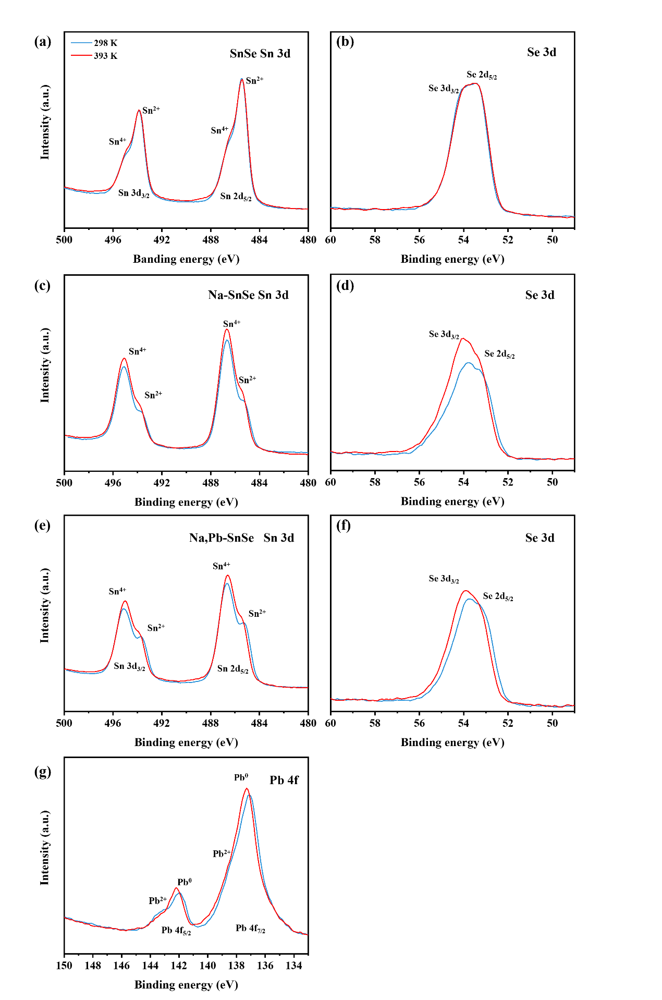 (a)
298 K
393 K
SnSe Sn 3d
Sn²⁺
Sn⁴⁺
Sn²⁺
Sn⁴⁺
Sn 3d₃/₂
Sn 2d₅/₂
Intensity (a.u.)
500 496 492 488 484 480
Banding energy (eV)
(b)
Se 3d
Se 2d₅/₂
Se 3d₃/₂
60 58 56 54 52 50
Binding energy (eV)
(c)
Na-SnSe Sn 3d
Sn⁴⁺
Sn⁴⁺
Sn²⁺
Sn²⁺
Intensity (a.u.)
500 496 492 488 484 480
Binding energy (eV)
(d)
Se 3d
Se 3d₃/₂
Se 2d₅/₂
60 58 56 54 52 50
Binding energy (eV)
(e)
Na,Pb-SnSe Sn 3d
Sn⁴⁺
Sn⁴⁺
Sn²⁺
Sn²⁺
Sn 3d₃/₂
Sn 2d₅/₂
Intensity (a.u.)
500 496 492 488 484 480
Binding energy (eV)
(f)
Se 3d
Se 3d₃/₂
Se 2d₅/₂
60 58 56 54 52 50
Binding energy (eV)
(g)
Pb⁰
Pb 4f
Pb²⁺
Pb⁰
Pb²⁺
Pb 4f₅/₂
Pb 4f₇/₂
Intensity (a.u.)
150 148 146 144 142 140 138 136 134
Binding energy (eV)